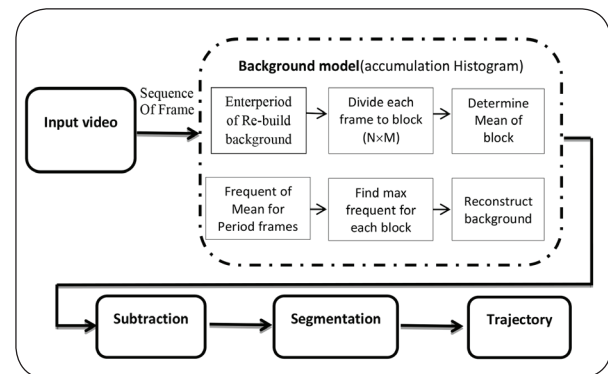 Background model(accumulation Histogram)
Sequence
Of Frame
Input video
Enterperiod
of Re-build
background
Divide each
frame to block
(N×M)
Determine
Mean of
block
Frequent of
Mean for
Period frames
Find max
frequent for
each block
Reconstruct
background
Subtraction
Segmentation
Trajectory